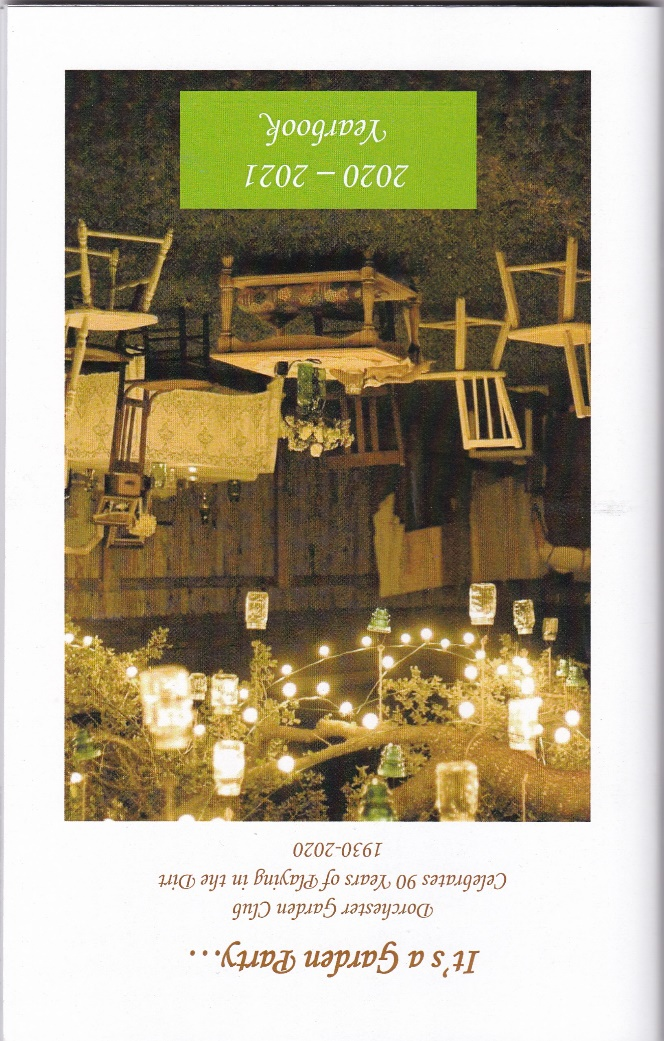 It's a Garden Party...
Dorchester Garden Club
Celebrates 90 Years of Playing in the Dirt
1930-2020
2020 – 2021
Yearbook